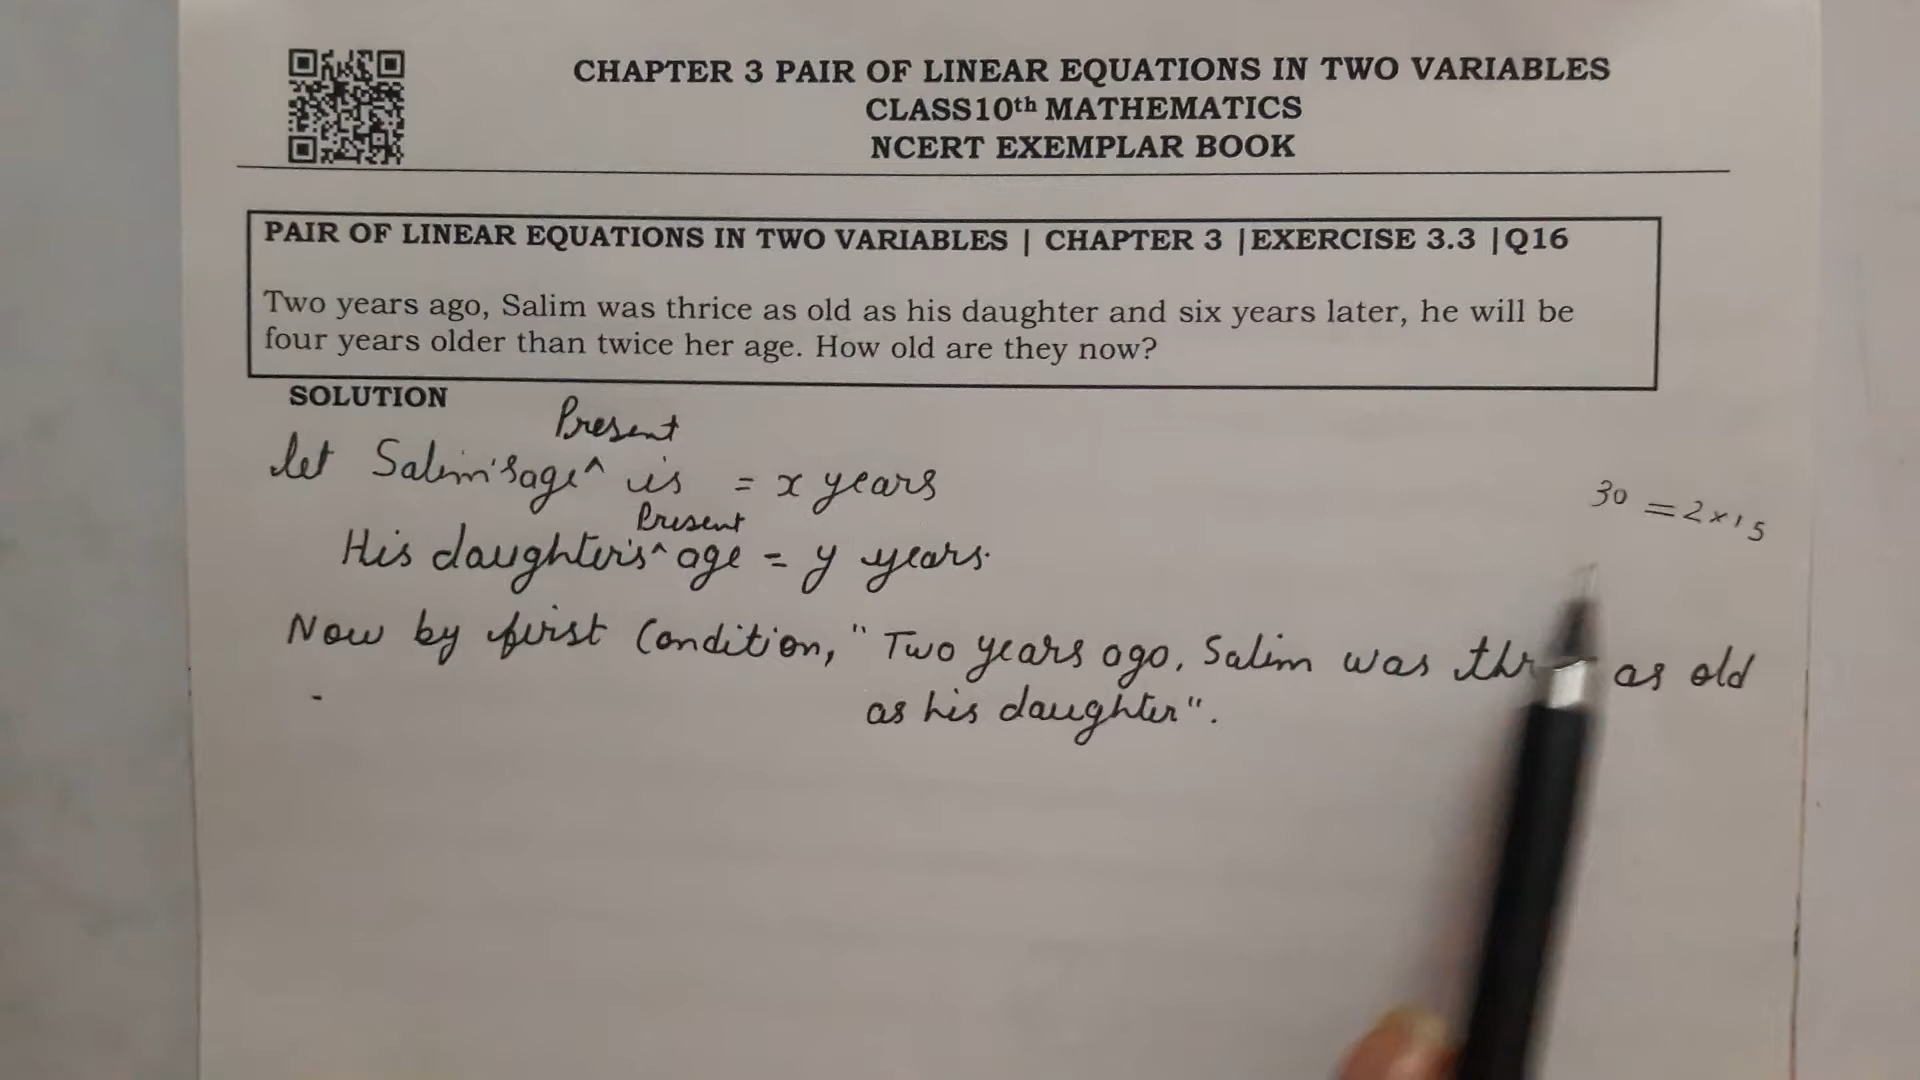 CHAPTER 3 PAIR OF LINEAR EQUATIONS IN TWO VARIABLES
CLASS10th MATHEMATICS
NCERT EXEMPLAR BOOK
PAIR OF LINEAR EQUATIONS IN TWO VARIABLES | CHAPTER 3 |EXERCISE 3.3 |Q16
Two years ago, Salim was thrice as old as his daughter and six years later, he will be
four years older than twice her age. How old are they now?
SOLUTION
Present
let Salim's age ^ is = x years
30 = 2 × 15
Present
His daughter's ^ age = y years.
Now by first Condition, " Two years ago, Salim was as old
as his daughter".